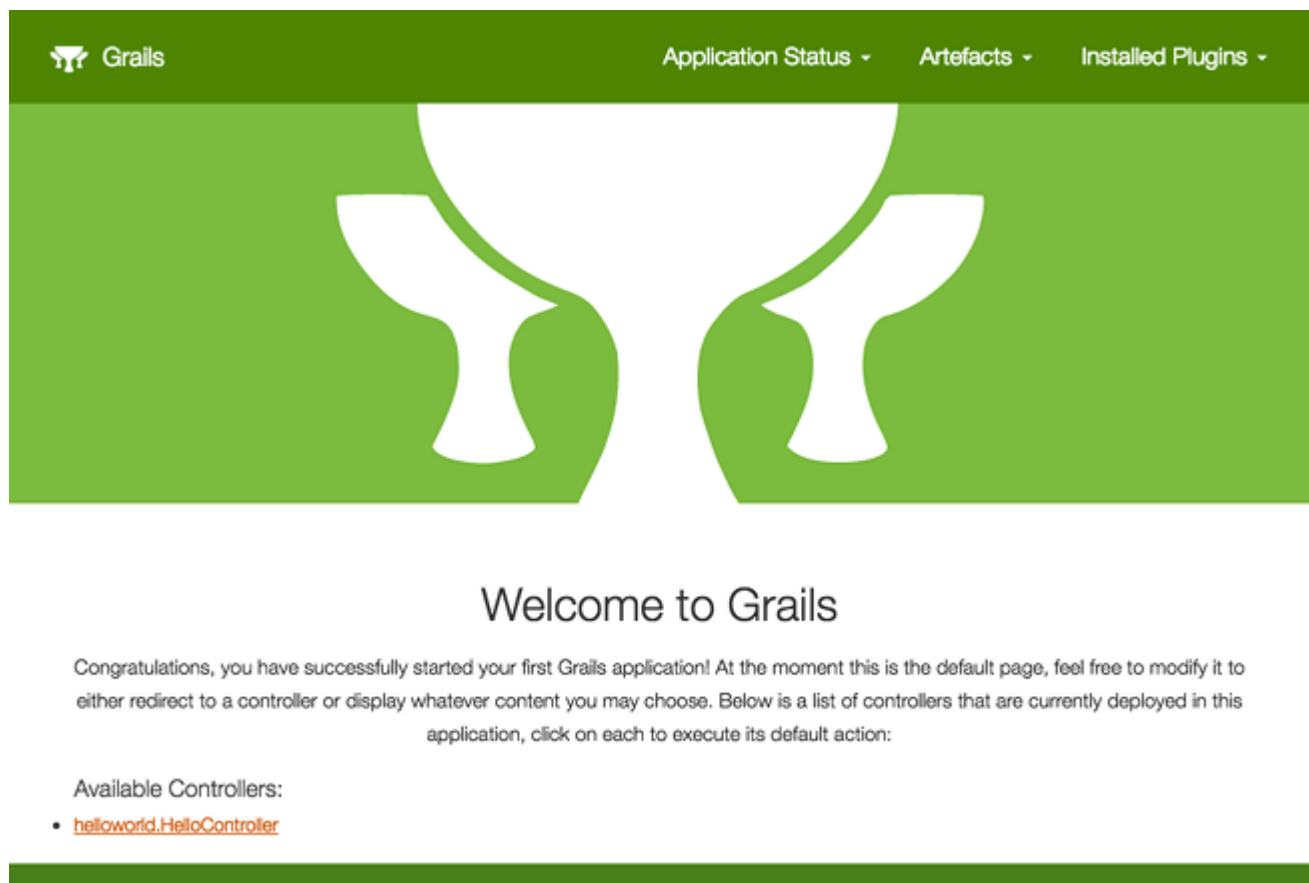 Grails
Application Status
Artefacts
Installed Plugins
Welcome to Grails
Congratulations, you have successfully started your first Grails application! At the moment this is the default page, feel free to modify it to
either redirect to a controller or display whatever content you may choose. Below is a list of controllers that are currently deployed in this
application, click on each to execute its default action:
Available Controllers:
helloworld.HelloController